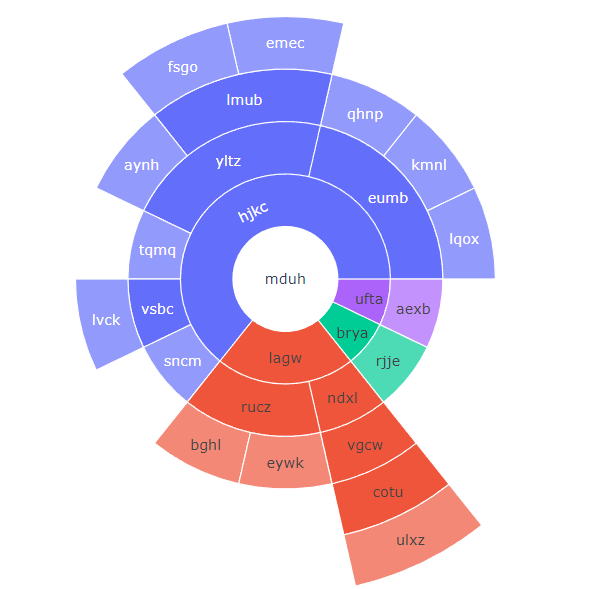 emec
fsgo
lmub
qhnp
yltz
aynh
kmnl
eumb
hjkc
lqox
tqmq
mduh
ufta
aexb
vsbc
lvck
brya
lagw
sncm
rjje
ndxl
rucz
bghl
vgcw
eywk
cotu
ulxz